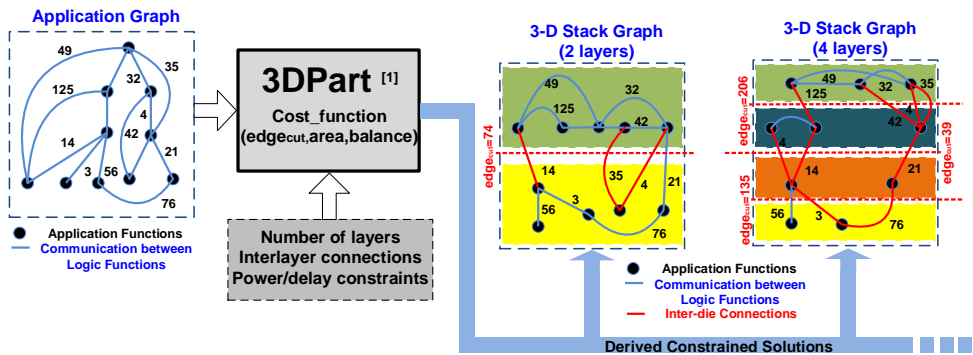 Application Graph
49
35
32
125
4
42
14
21
3
56
76
Application Functions
Communication between
Logic Functions
3DPart [1]
Cost_function
(edgecut,area,balance)
Number of layers
Interlayer connections
Power/delay constraints
3-D Stack Graph
(2 layers)
49
32
125
42
edgecut=74
14
35
4
21
56
3
76
3-D Stack Graph
(4 layers)
49
32
35
125
4
42
edgecut=206
4
edgecut=39
14
21
edgecut=135
56
3
76
Application Functions
Communication between
Logic Functions
Inter-die Connections
Derived Constrained Solutions